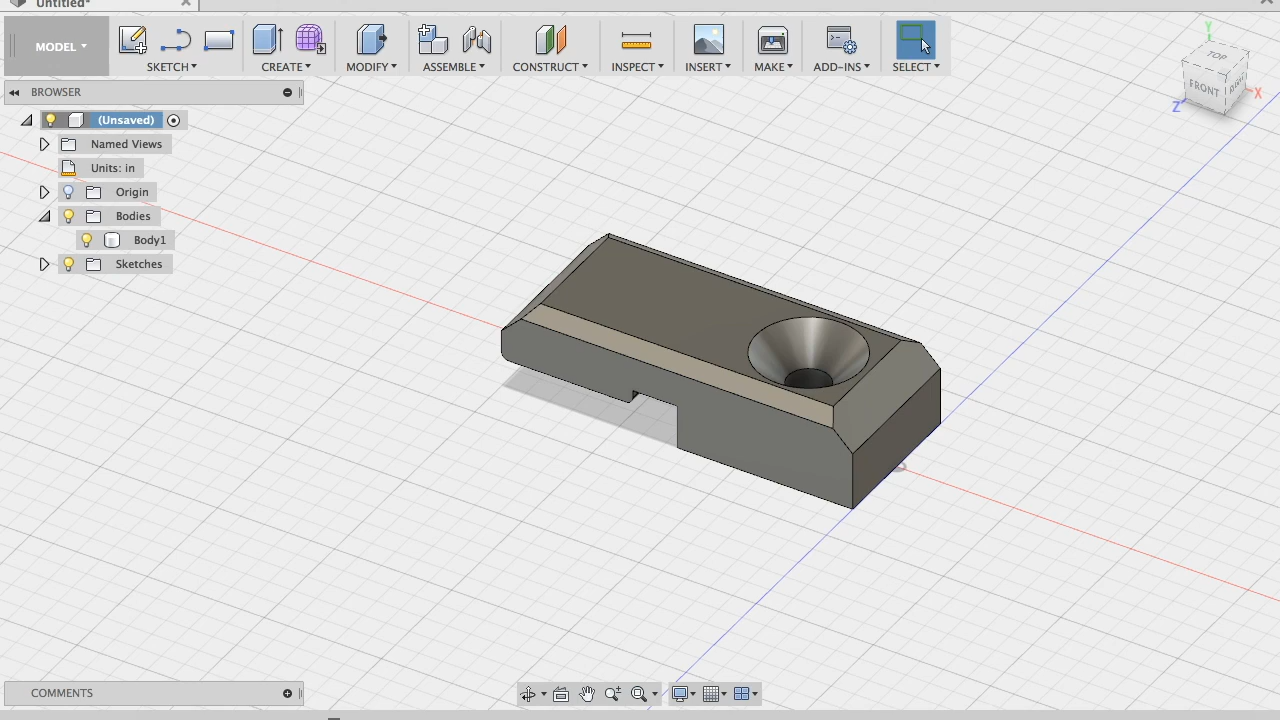 Untitled*
MODEL
SKETCH
CREATE
MODIFY
ASSEMBLE
CONSTRUCT
INSPECT
INSERT
MAKE
ADD-INS
SELECT
BROWSER
(Unsaved)
Named Views
Units: in
Origin
Bodies
Body1
Sketches
Y
TOP
FRONT
RIGHT
X
Z
COMMENTS